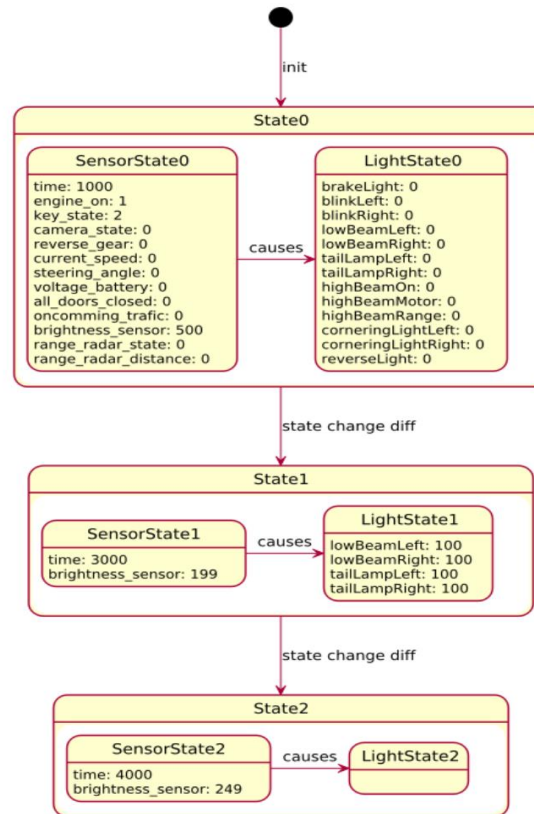 init
State0
SensorState0
time: 1000
engine_on: 1
key_state: 2
camera_state: 0
reverse_gear: 0
current_speed: 0
steering_angle: 0
voltage_battery: 0
all_doors_closed: 0
oncomming_trafic: 0
brightness_sensor: 500
range_radar_state: 0
range_radar_distance: 0
causes
LightState0
brakeLight: 0
blinkLeft: 0
blinkRight: 0
lowBeamLeft: 0
lowBeamRight: 0
tailLampLeft: 0
tailLampRight: 0
highBeamOn: 0
highBeamMotor: 0
highBeamRange: 0
corneringLightLeft: 0
corneringLightRight: 0
reverseLight: 0
state change diff
State1
SensorState1
time: 3000
brightness_sensor: 199
causes
LightState1
lowBeamLeft: 100
lowBeamRight: 100
tailLampLeft: 100
tailLampRight: 100
state change diff
State2
SensorState2
time: 4000
brightness_sensor: 249
causes
LightState2